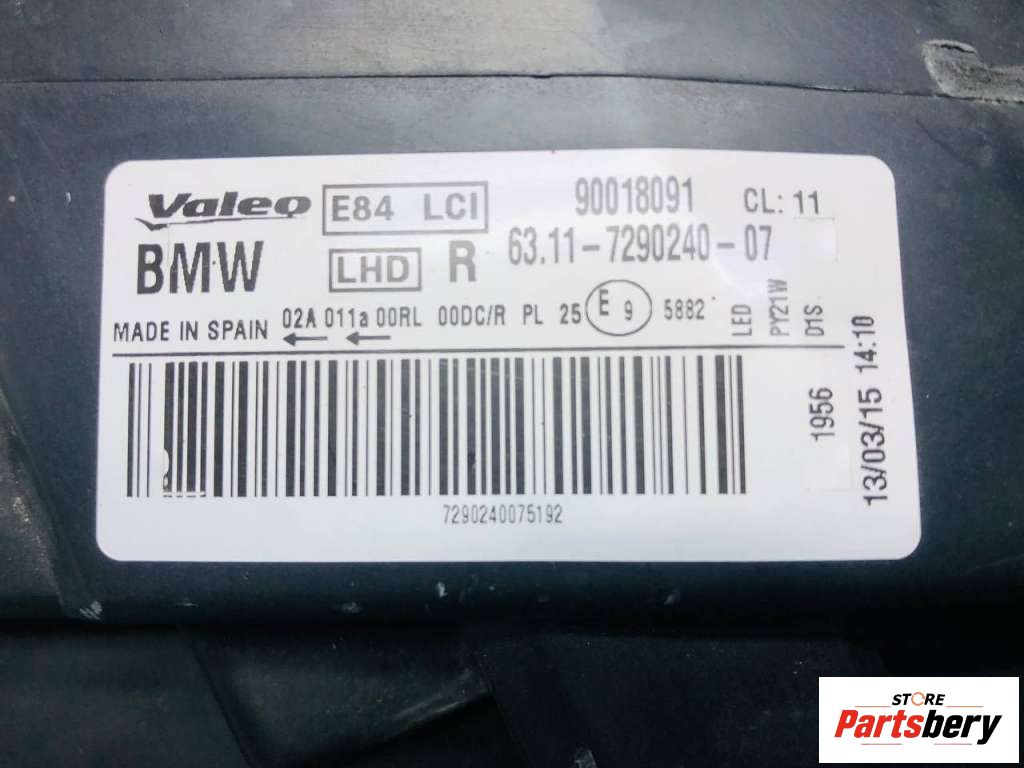 Valeo E84 LCI 90018091 CL: 11
BMW LHD R 63.11-7290240-07
MADE IN SPAIN 02A 011a 00RL 00DC/R PL 25 E 9 5882
LED
PY21W
D1S
1956
13/03/15 14:10
7290240075192
STORE
Partsbery